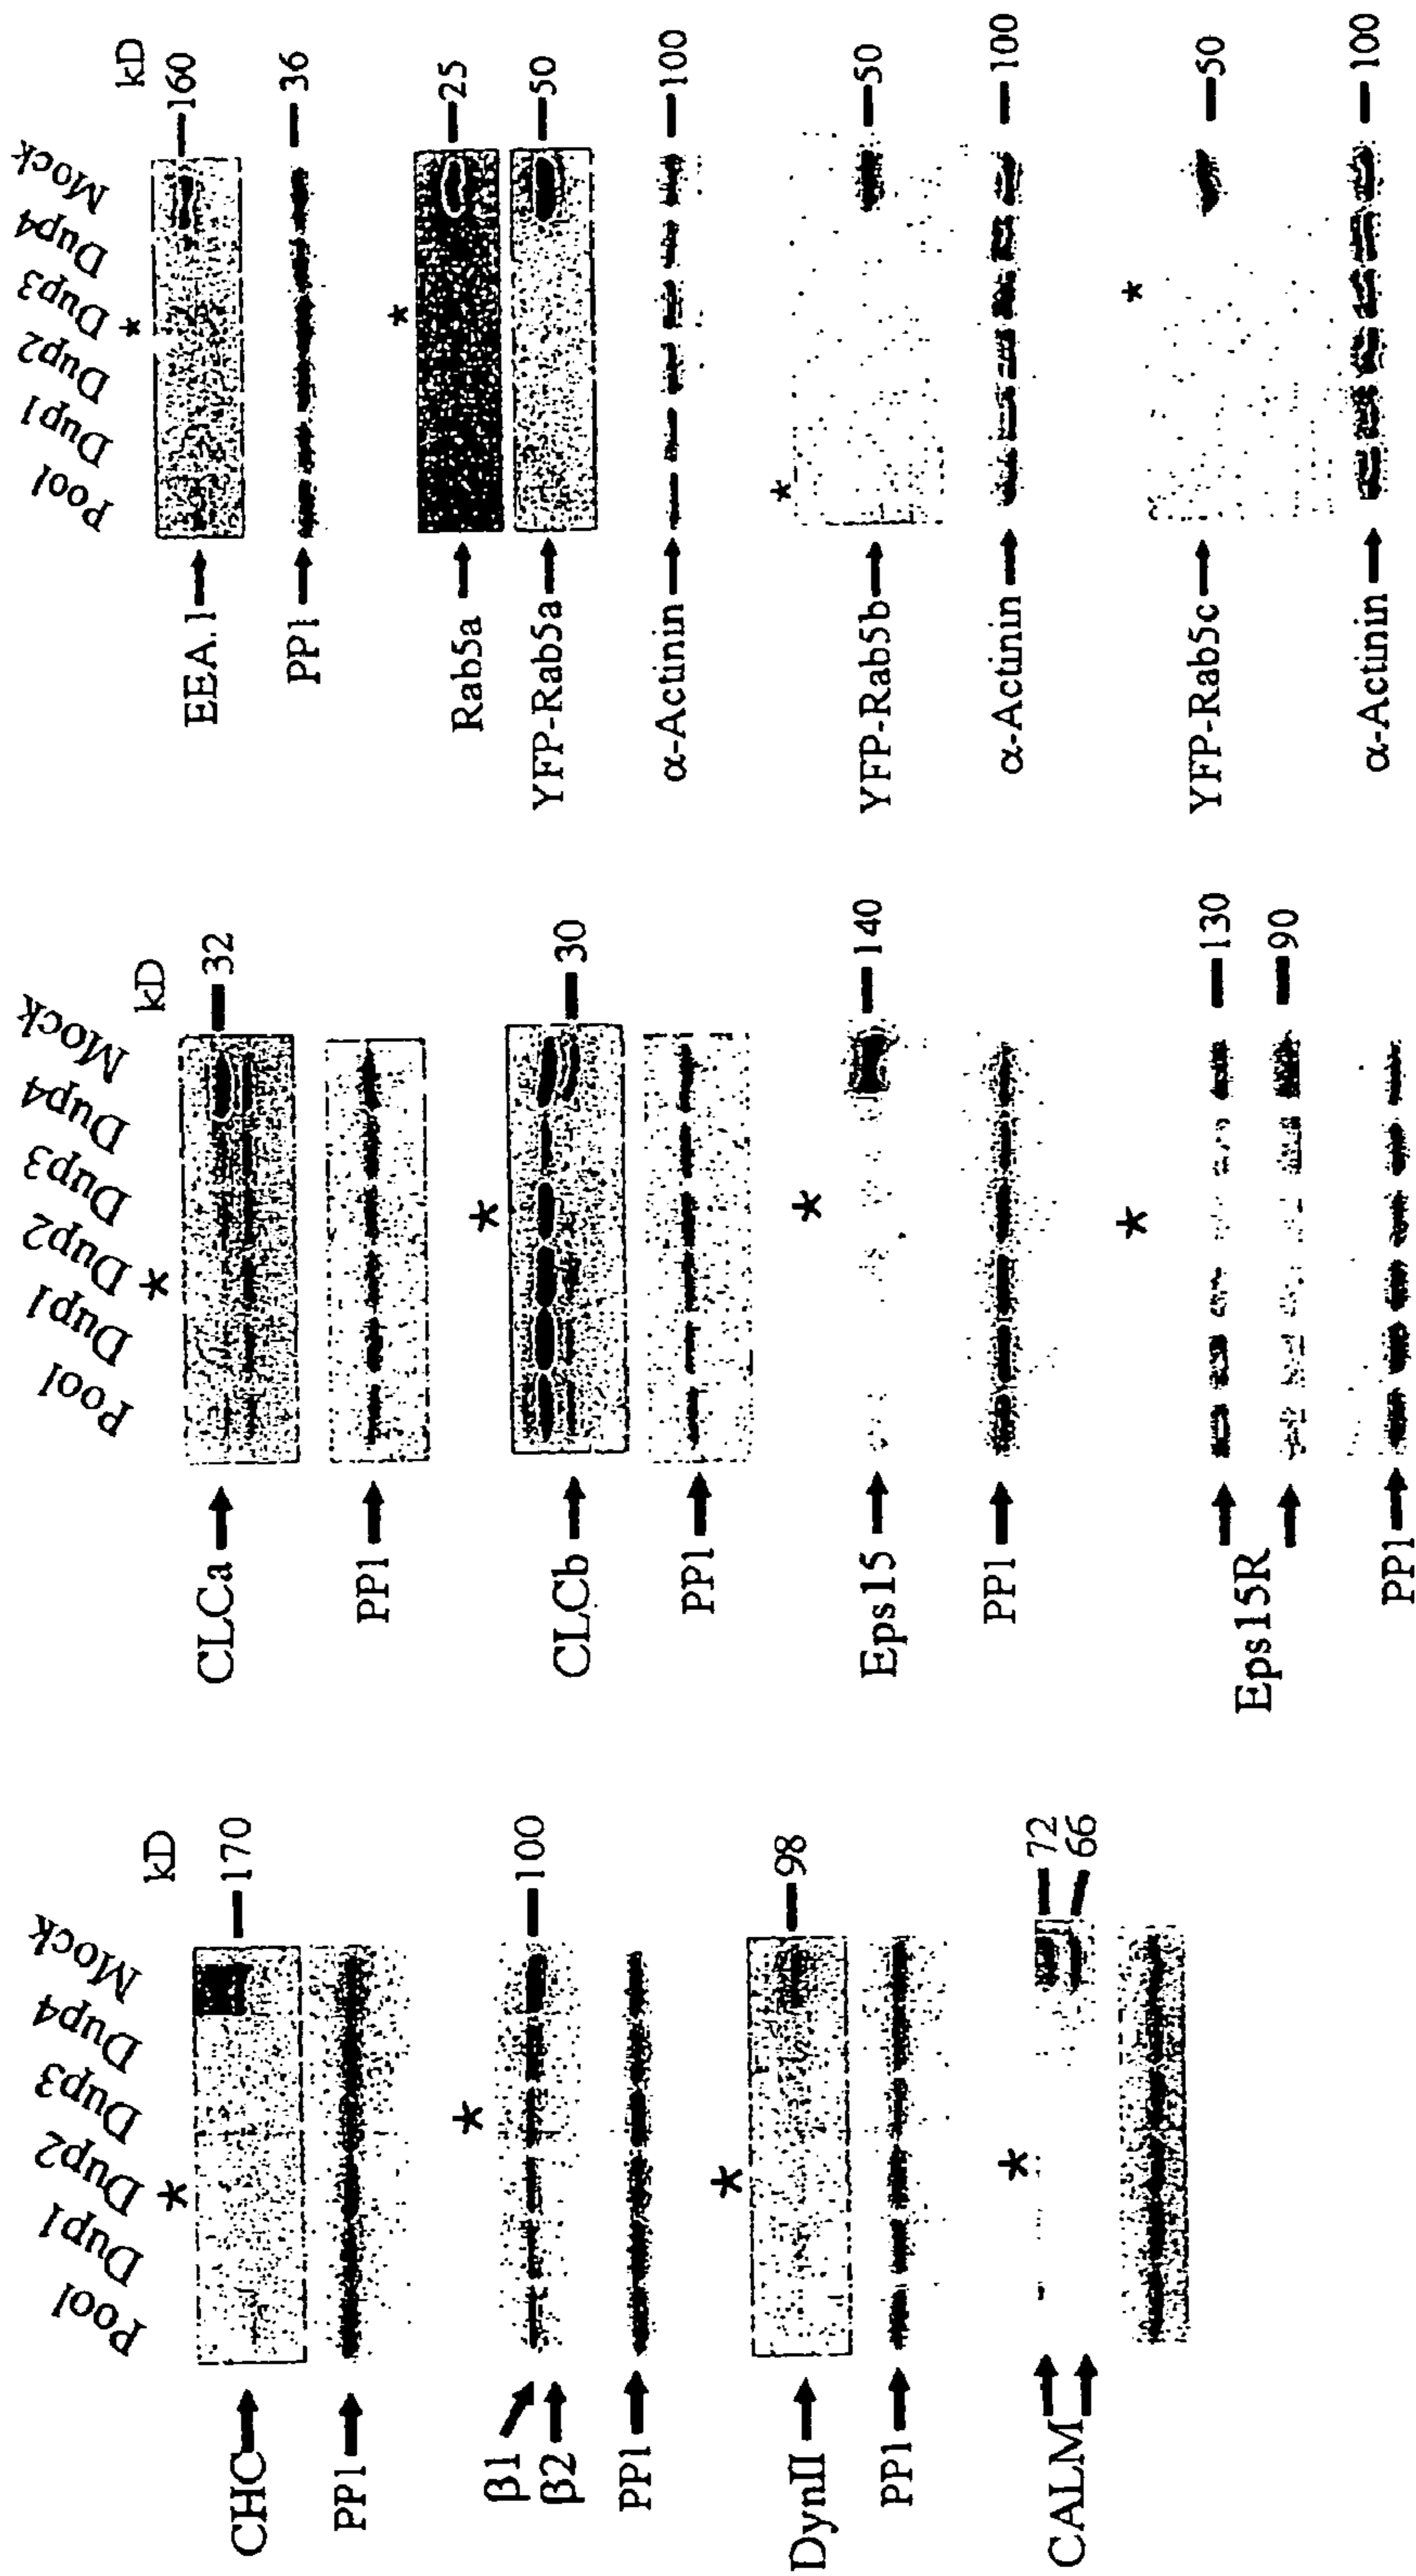 Pool Dup1 Dup2 Dup3 Dup4 Mock
kD
*
CHC 170
PP1
*
β1 100
β2
PP1
*
DynII 98
PP1
*
CALM 72
66
Pool Dup1 Dup2 Dup3 Dup4 Mock
kD
*
CLCa 32
PP1
*
CLCb 30
PP1
*
Eps15 140
PP1
*
Eps15R 130
90
PP1
Pool Dup1 Dup2 Dup3 Dup4 Mock
kD
*
EEA.1 160
PP1 36
*
Rab5a 25
YFP-Rab5a 50
α-Actinin 100
*
YFP-Rab5b 50
α-Actinin 100
*
YFP-Rab5c 50
α-Actinin 100